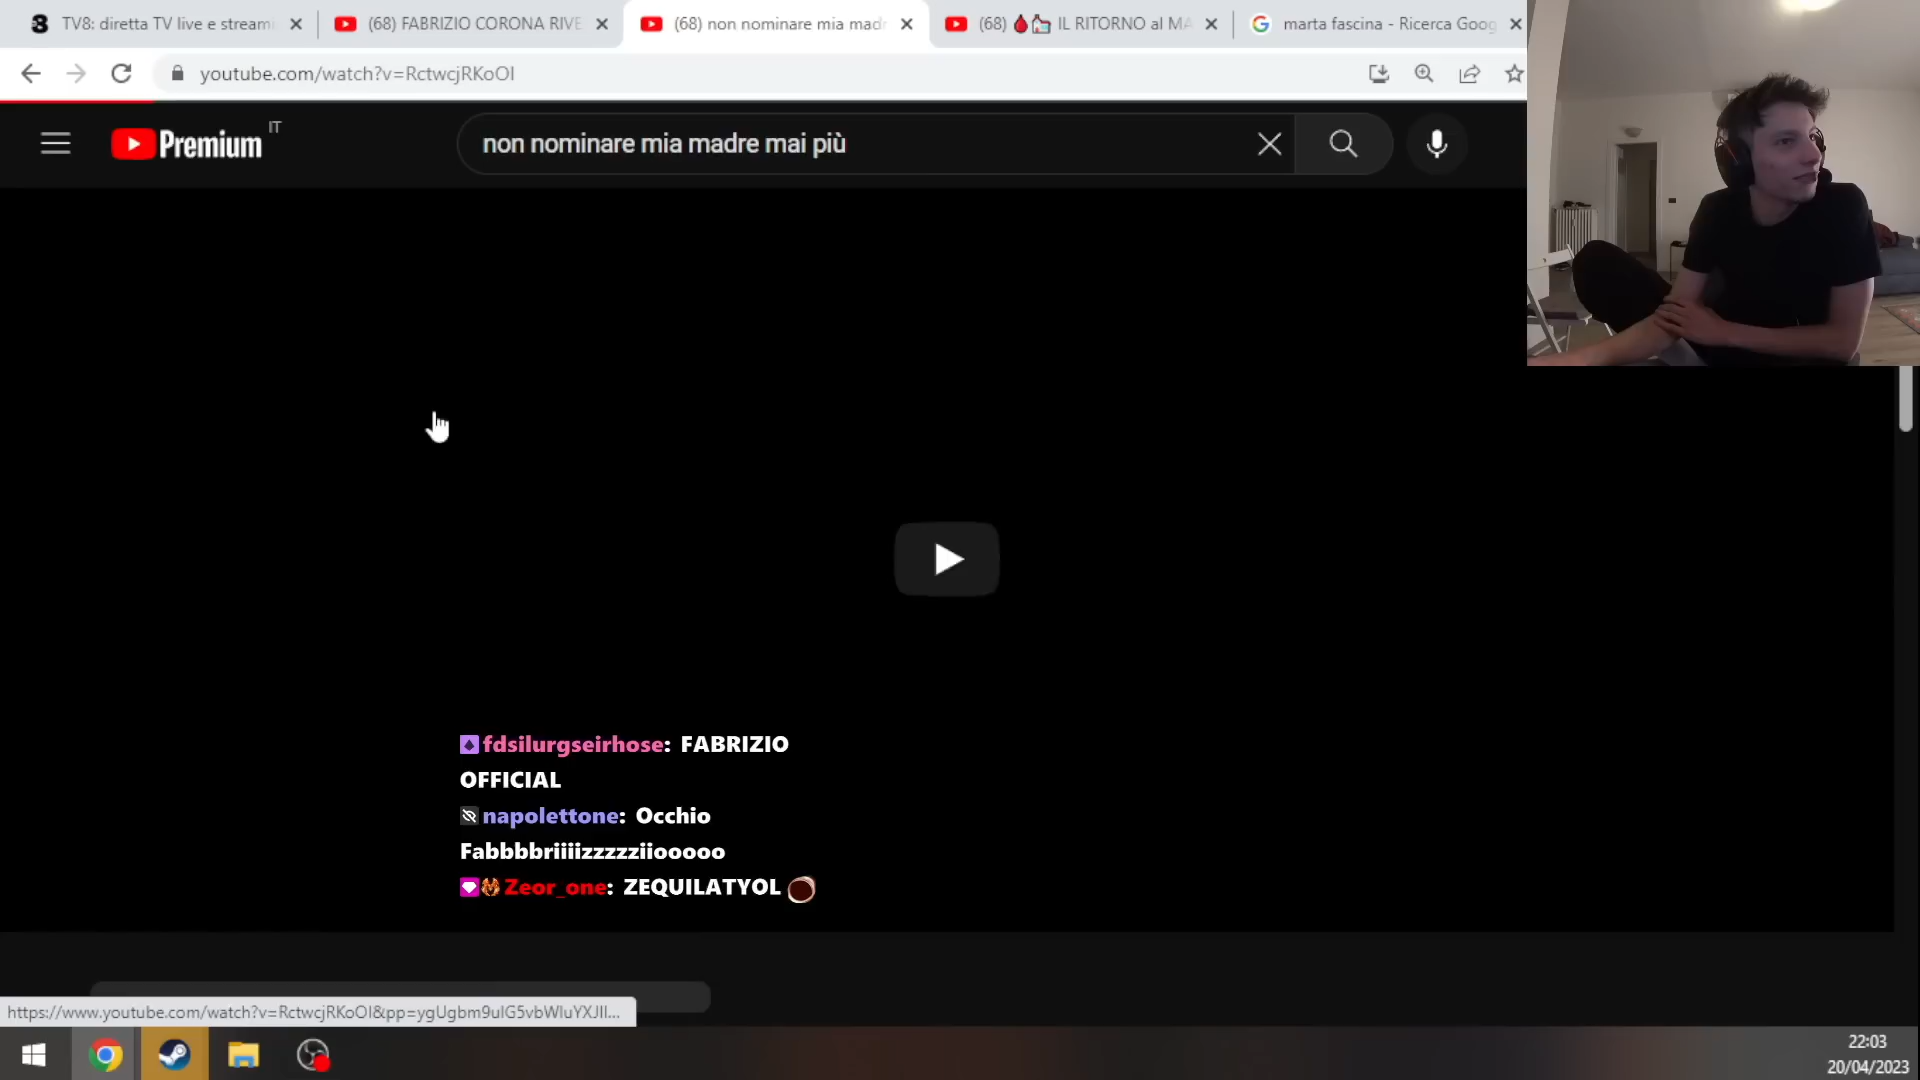 TV8: diretta TV live e streami
(68) FABRIZIO CORONA RIVE
(68) non nominare mia madr
(68) 🩸🏠 IL RITORNO al MA
marta fascina - Ricerca Goog
youtube.com/watch?v=RctwcjRKoOI
Premium IT
non nominare mia madre mai più
fdsilurgseirhose: FABRIZIO
OFFICIAL
napolettone: Occhio
Fabbbbriiiizzzzziiooooo
Zeor_one: ZEQUILATYOL
https://www.youtube.com/watch?v=RctwcjRKoOI&pp=ygUgbm9uIG5vbWluYXJlI...
22:03
20/04/2023